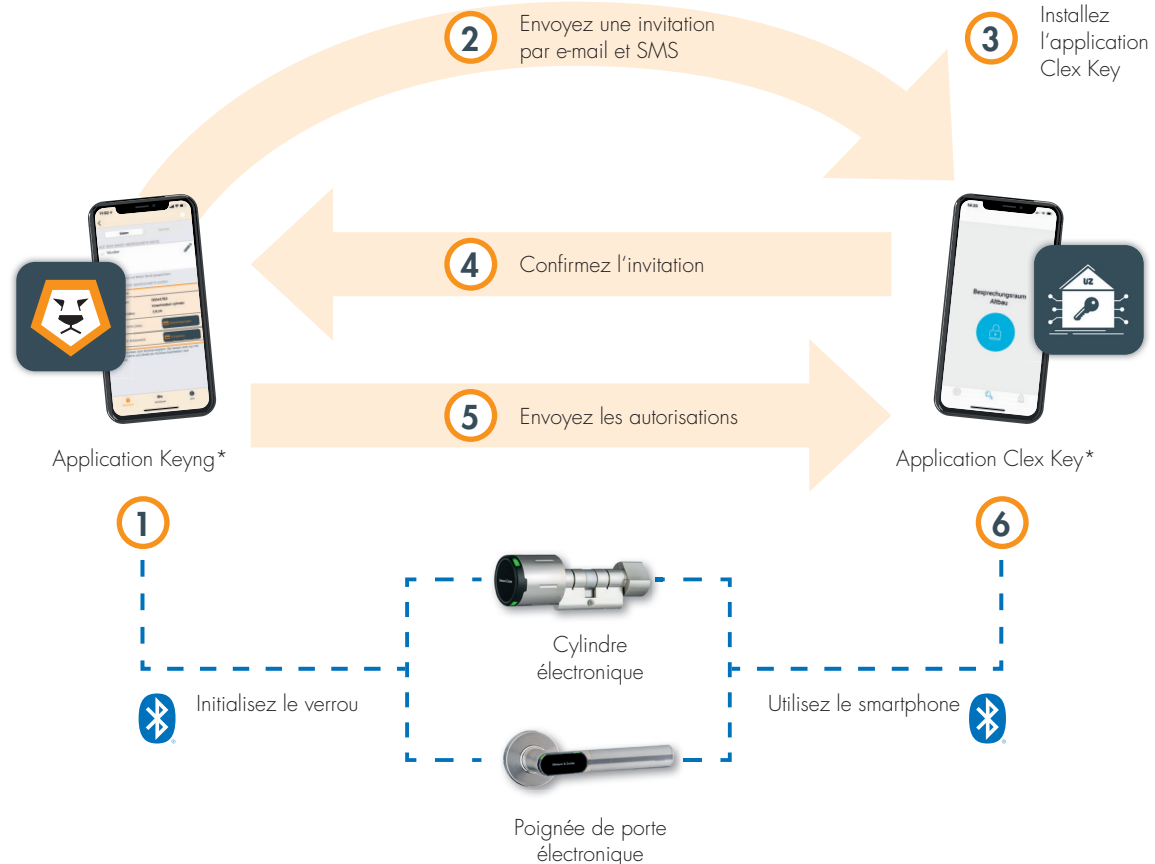 2
Envoyez une invitation
par e-mail et SMS
3
Installez
l'application
Clex Key
4
Confirmez l'invitation
Besprechungsraum
Altbau
UZ
5
Envoyez les autorisations
Application Keyng*
Application Clex Key*
1
6
Cylindre
électronique
Initialisez le verrou
Utilisez le smartphone
Poignée de porte
électronique